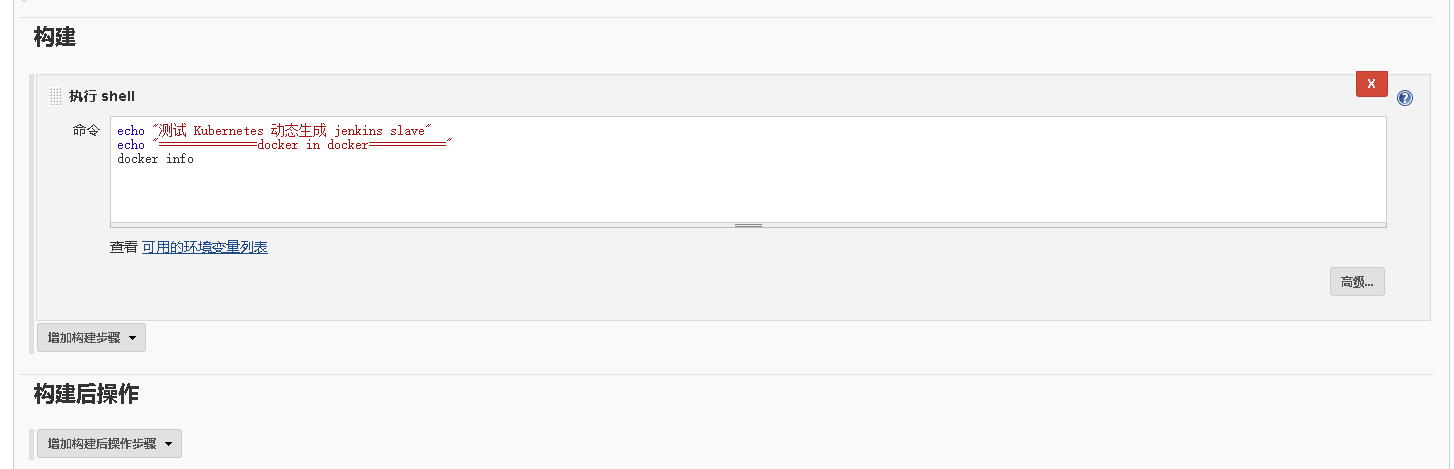 构建
X
执行 shell
命令
echo "测试 Kubernetes 动态生成 jenkins slave"
echo "==============docker in docker==========="
docker info
查看 可用的环境变量列表
高级...
增加构建步骤
构建后操作
增加构建后操作步骤